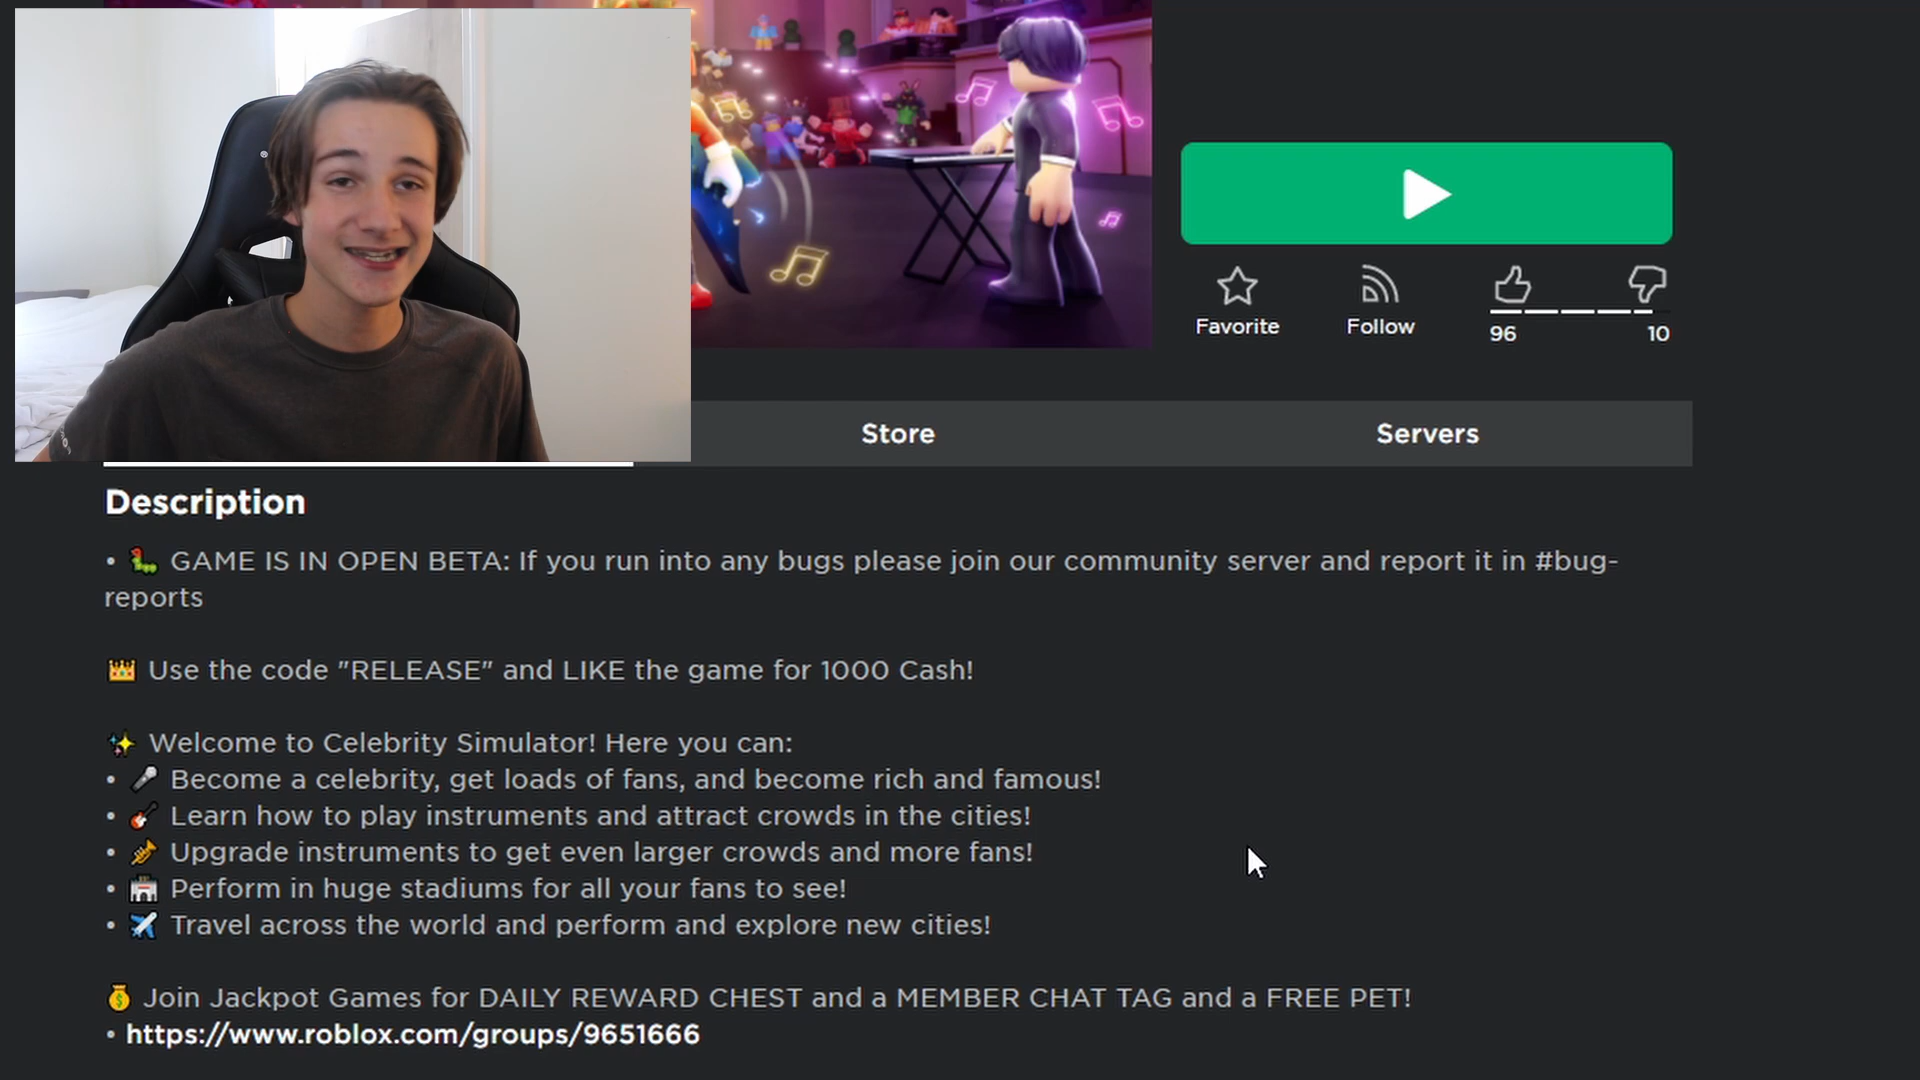 Favorite
Follow
96
10
Store
Servers
Description
• GAME IS IN OPEN BETA: If you run into any bugs please join our community server and report it in #bug-
reports
Use the code "RELEASE" and LIKE the game for 1000 Cash!
Welcome to Celebrity Simulator! Here you can:
• Become a celebrity, get loads of fans, and become rich and famous!
• Learn how to play instruments and attract crowds in the cities!
• Upgrade instruments to get even larger crowds and more fans!
• Perform in huge stadiums for all your fans to see!
• Travel across the world and perform and explore new cities!
Join Jackpot Games for DAILY REWARD CHEST and a MEMBER CHAT TAG and a FREE PET!
• https://www.roblox.com/groups/9651666